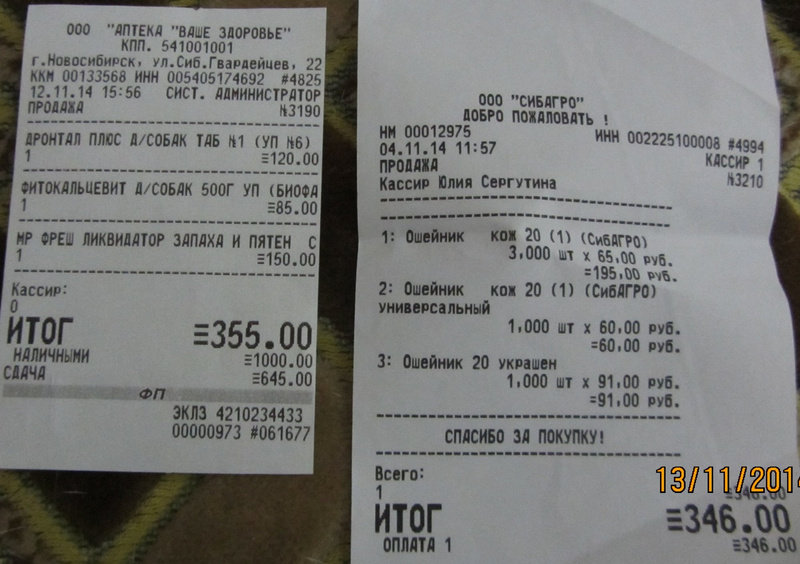 ООО "АПТЕКА "ВАШЕ ЗДОРОВЬЕ"
КПП. 541001001
г.Новосибирск, ул.Сиб.Гвардейцев, 22
ККМ 00133568 ИНН 005405174692 #4825
12.11.14 15:56 СИСТ. АДМИНИСТРАТОР
ПРОДАЖА №3190
ДРОНТАЛ ПЛЮС Д/СОБАК ТАБ №1 (УП №6)
1 ≡120.00
ФИТОКАЛЬЦЕВИТ Д/СОБАК 500Г УП (БИОФА
1 ≡85.00
МР ФРЕШ ЛИКВИДАТОР ЗАПАХА И ПЯТЕН С
1 ≡150.00
Кассир:
0
ИТОГ ≡355.00
НАЛИЧНЫМИ ≡1000.00
СДАЧА ≡645.00
ФП
ЭКЛЗ 4210234433
00000973 #061677
ООО "СИБАГРО"
ДОБРО ПОЖАЛОВАТЬ !
НМ 00012975 ИНН 002225100008 #4994
04.11.14 11:57 КАССИР 1
ПРОДАЖА №3210
Кассир Юлия Сергутина
1: Ошейник кож 20 (1) (СибАГРО)
3,000 шт х 65,00 руб.
=195,00 руб.
2: Ошейник кож 20 (1) (СибАГРО)
универсальный
1,000 шт х 60,00 руб.
=60,00 руб.
3: Ошейник 20 украшен
1,000 шт х 91,00 руб.
=91,00 руб.
СПАСИБО ЗА ПОКУПКУ!
Всего:
1 ≡346.00
ИТОГ ≡346.00
ОПЛАТА 1 ≡346.00
13/11/2014